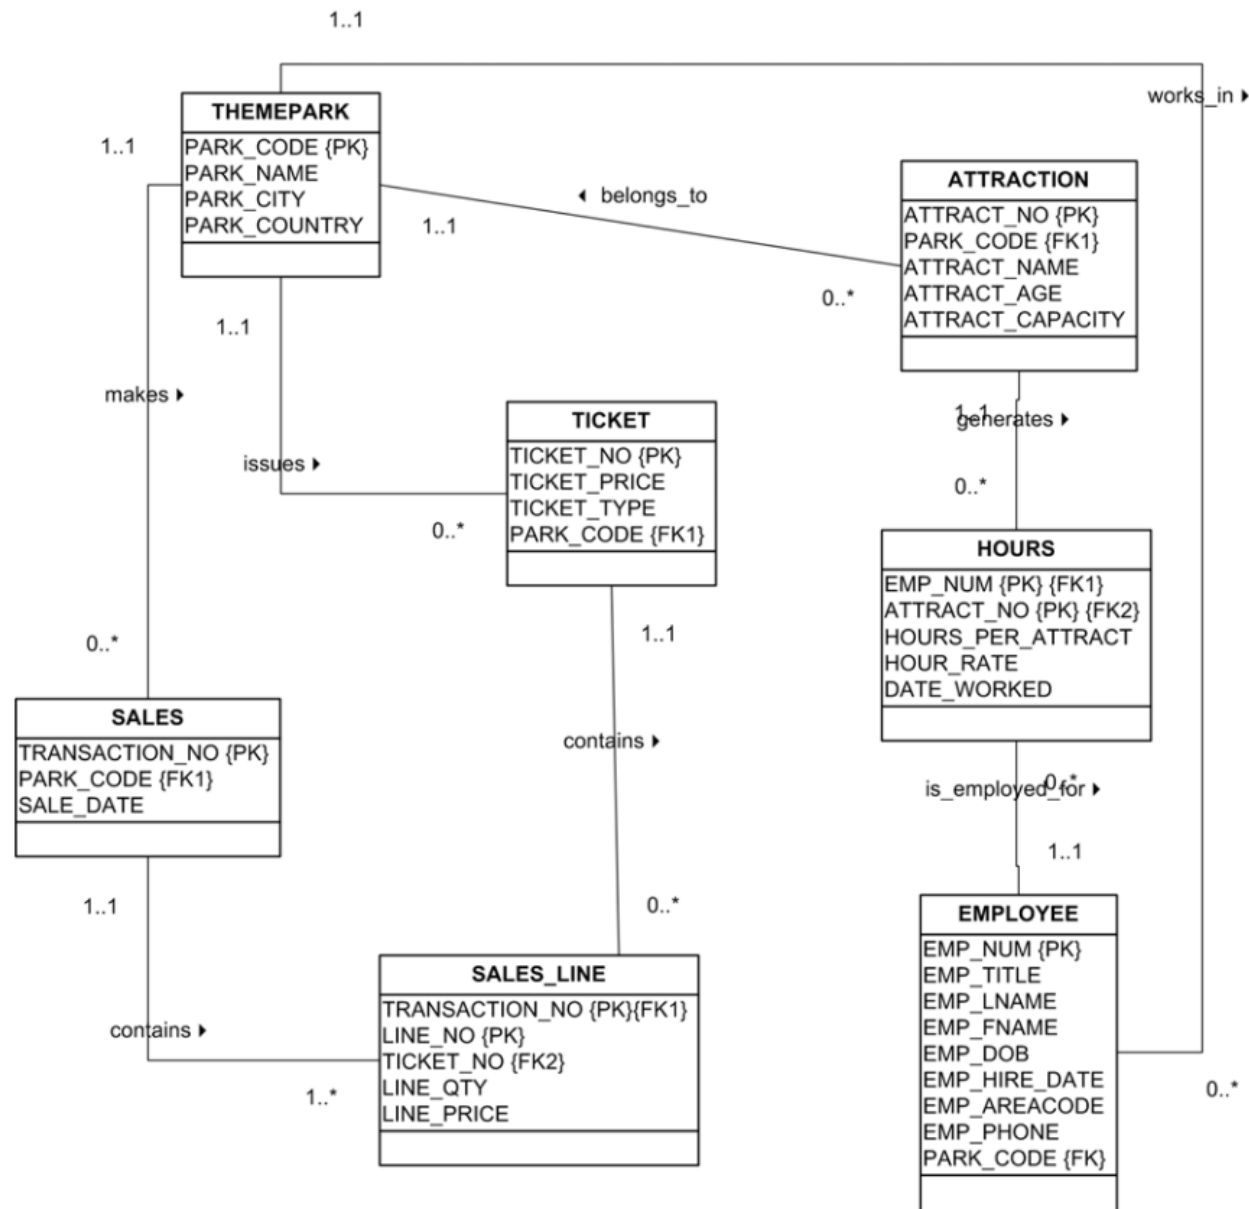 1..1
works_in
THEMEPARK
PARK_CODE {PK}
PARK_NAME
PARK_CITY
PARK_COUNTRY
1..1
belongs_to
1..1
0..*
ATTRACTION
ATTRACT_NO {PK}
PARK_CODE {FK1}
ATTRACT_NAME
ATTRACT_AGE
ATTRACT_CAPACITY
1..1
makes
issues
0..*
TICKET
TICKET_NO {PK}
TICKET_PRICE
TICKET_TYPE
PARK_CODE {FK1}
1..1
generates
0..*
HOURS
EMP_NUM {PK} {FK1}
ATTRACT_NO {PK} {FK2}
HOURS_PER_ATTRACT
HOUR_RATE
DATE_WORKED
1..1
0..*
SALES
TRANSACTION_NO {PK}
PARK_CODE {FK1}
SALE_DATE
contains
0..*
is_employed_for
1..1
1..1
0..*
EMPLOYEE
EMP_NUM {PK}
EMP_TITLE
EMP_LNAME
EMP_FNAME
EMP_DOB
EMP_HIRE_DATE
EMP_AREACODE
EMP_PHONE
PARK_CODE {FK}
0..*
SALES_LINE
TRANSACTION_NO {PK}{FK1}
LINE_NO {PK}
TICKET_NO {FK2}
LINE_QTY
LINE_PRICE
contains
1..*